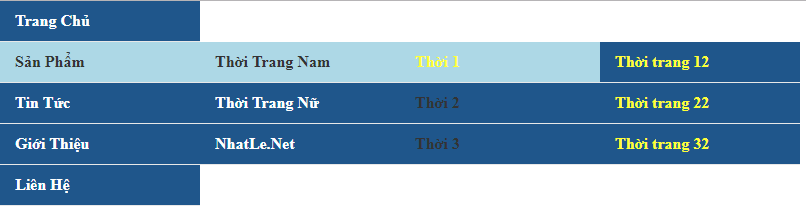 Trang Chủ
Sản Phẩm Thời Trang Nam Thời 1 Thời trang 12
Tin Tức Thời Trang Nữ Thời 2 Thời trang 22
Giới Thiệu NhatLe.Net Thời 3 Thời trang 32
Liên Hệ